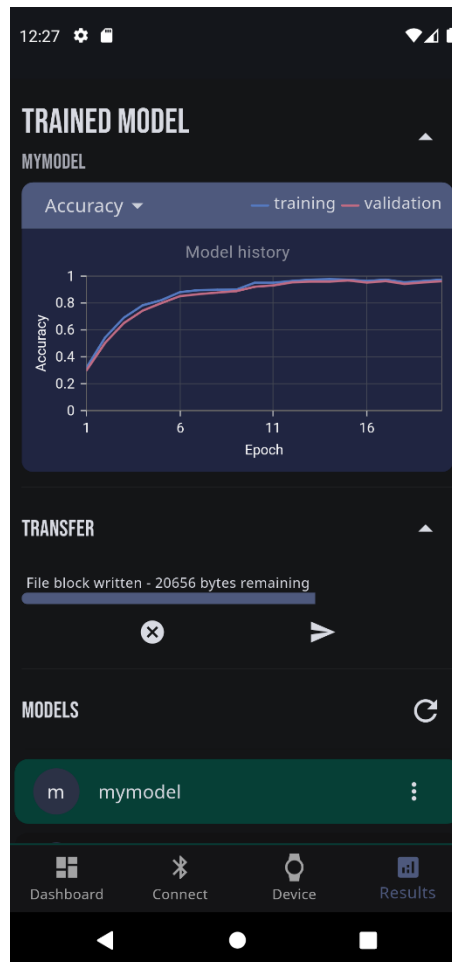 12:27
TRAINED MODEL
MYMODEL
Accuracy training validation
Model history
1
0.8
0.6
0.4
0.2
0
Accuracy
1 6 11 16
Epoch
TRANSFER
File block written - 20656 bytes remaining
MODELS
m mymodel
Dashboard Connect Device Results